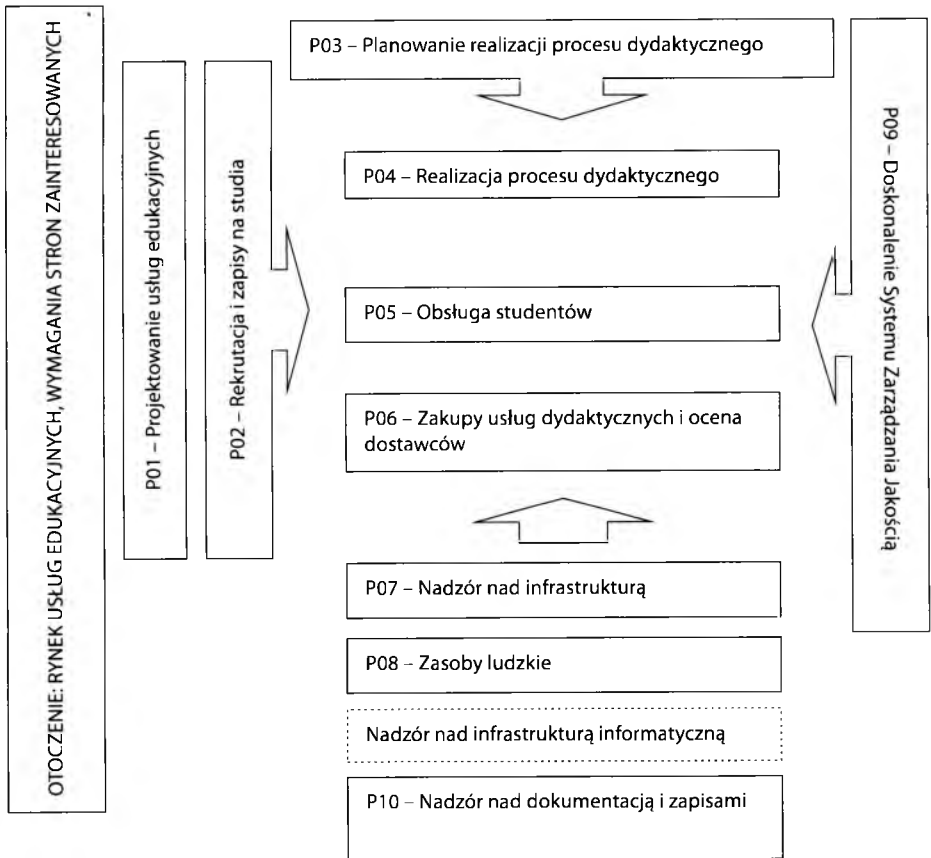 OTOCZENIE: RYNEK USŁUG EDUKACYJNYCH, WYMAGANIA STRON ZAINTERESOWANYCH
P01 – Projektowanie usług edukacyjnych
P02 – Rekrutacja i zapisy na studia
P03 – Planowanie realizacji procesu dydaktycznego
P04 – Realizacja procesu dydaktycznego
P05 – Obsługa studentów
P06 – Zakupy usług dydaktycznych i ocena
dostawców
P07 – Nadzór nad infrastrukturą
P08 – Zasoby ludzkie
Nadzór nad infrastrukturą informatyczną
P10 – Nadzór nad dokumentacją i zapisami
P09 – Doskonalenie Systemu Zarządzania Jakością